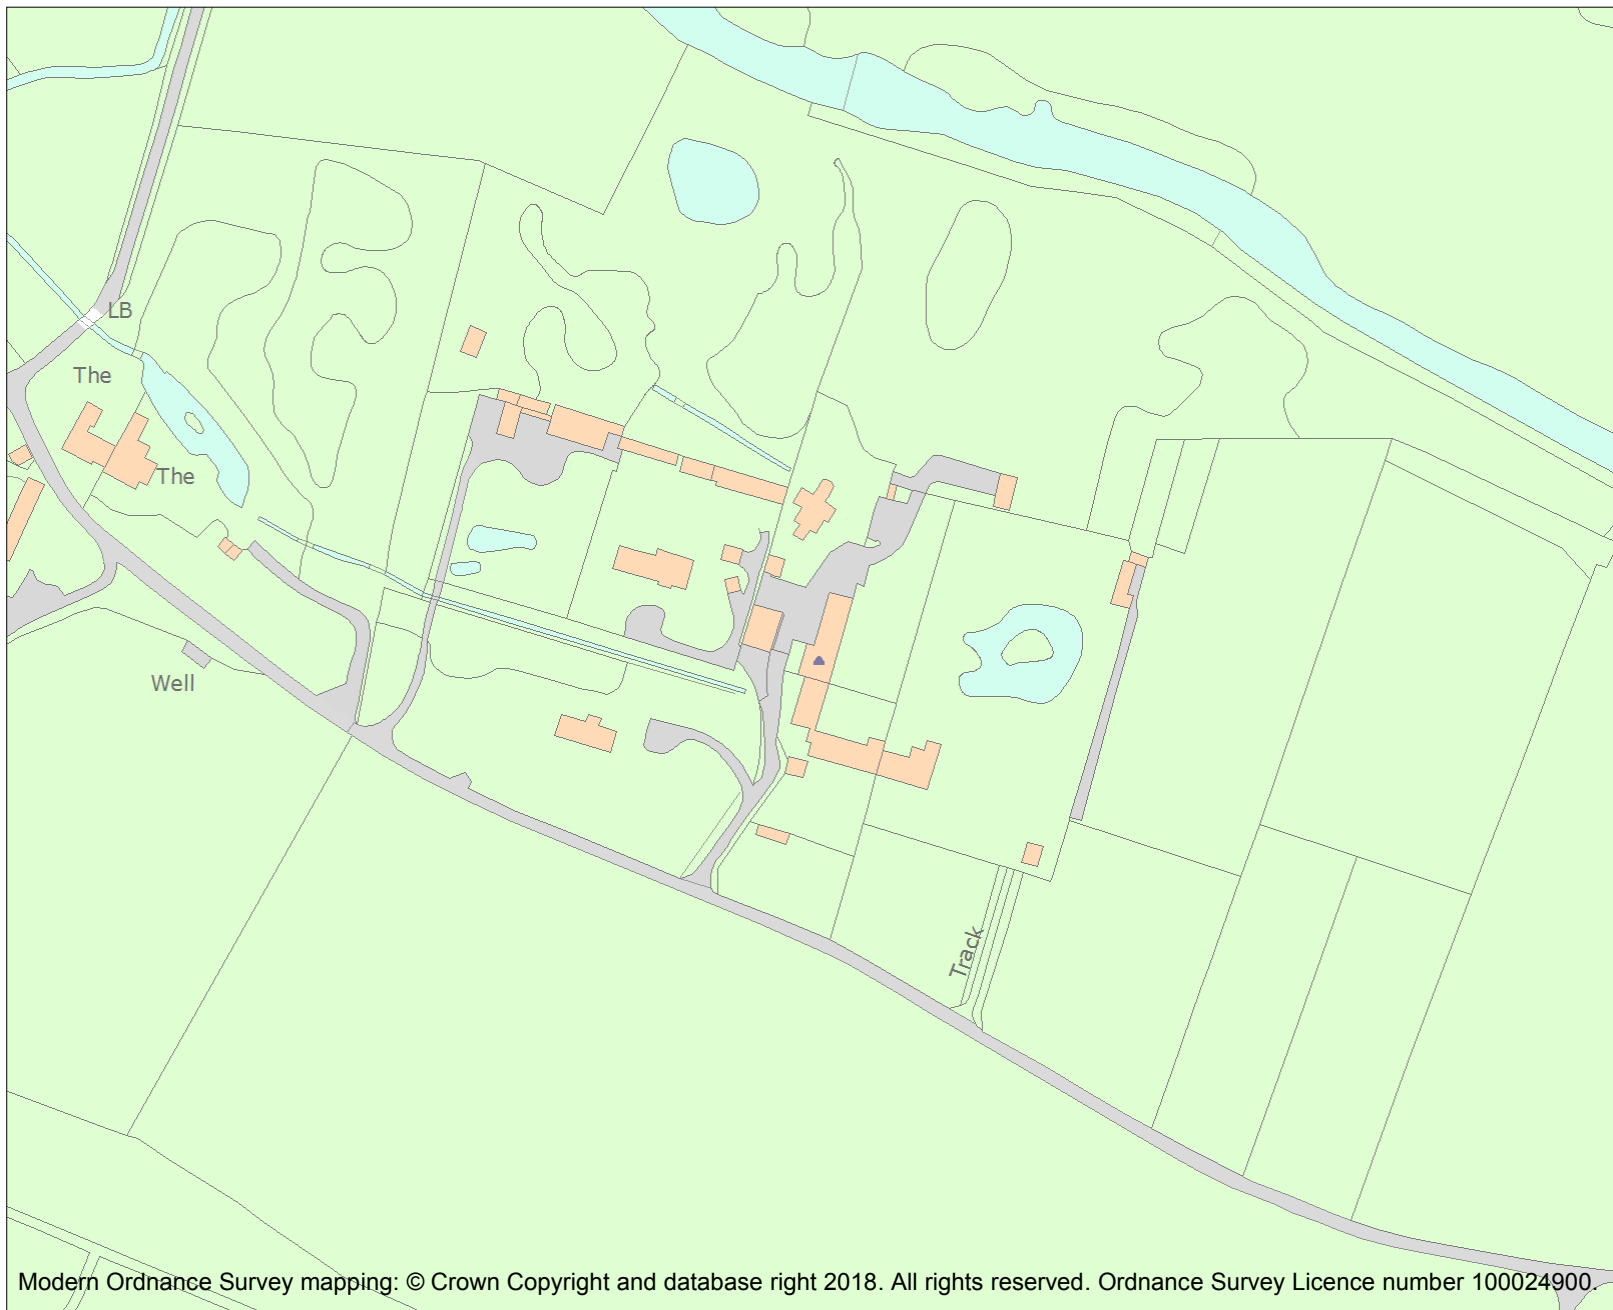 LB
The
The
Well
Track
Modern Ordnance Survey mapping: © Crown Copyright and database right 2018. All rights reserved. Ordnance Survey Licence number 100024900.